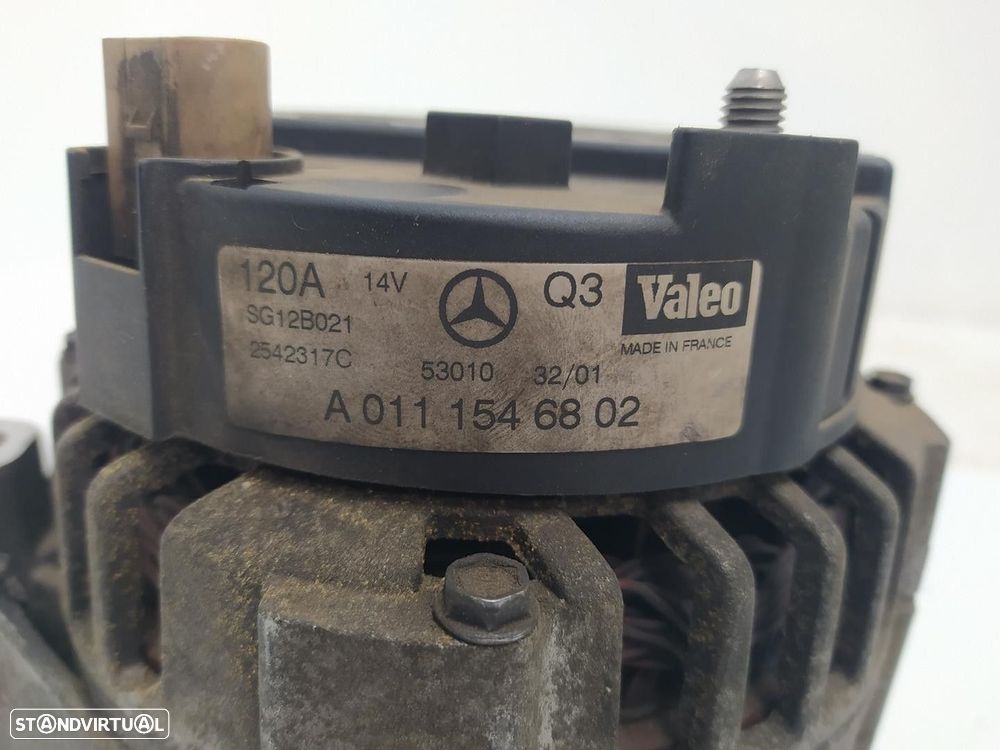 120A 14V Q3 Valeo
SG12B021
MADE IN FRANCE
2542317C 53010 32/01
A 011 154 68 02
STANDVIRTUAL